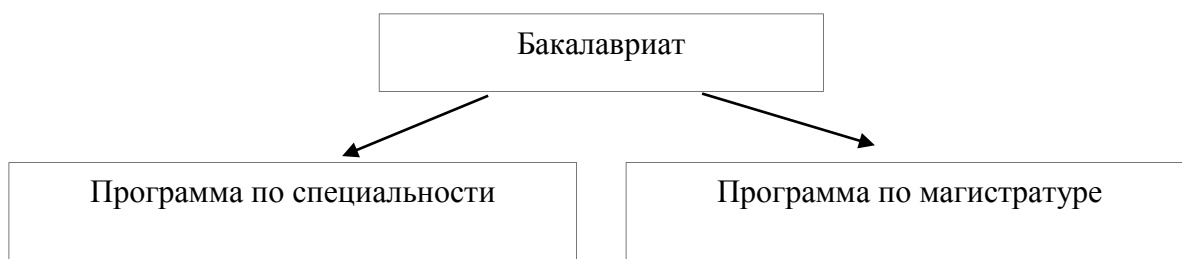 Бакалавриат
Программа по специальности
Программа по магистратуре